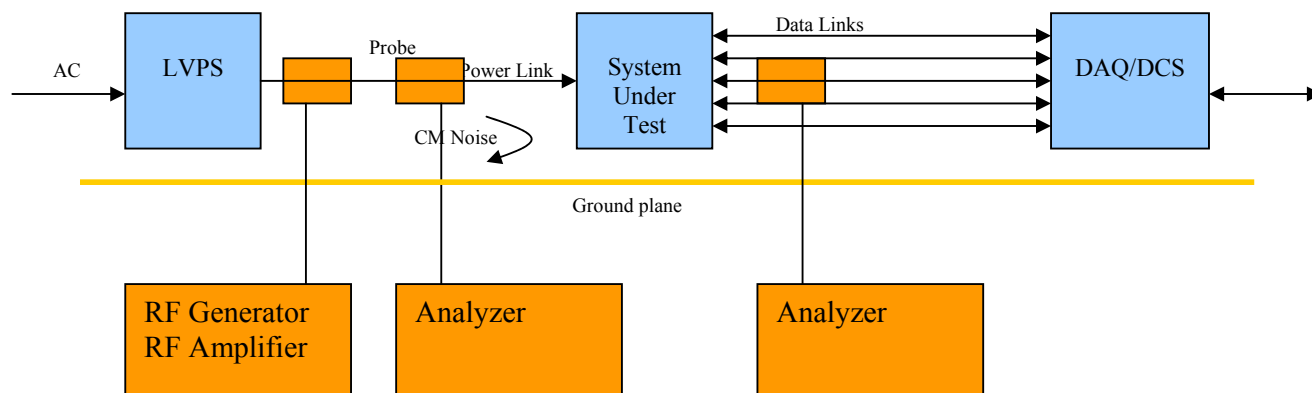 AC
LVPS
Probe
Power Link
CM Noise
System
Under
Test
Data Links
DAQ/DCS
Ground plane
RF Generator
RF Amplifier
Analyzer
Analyzer